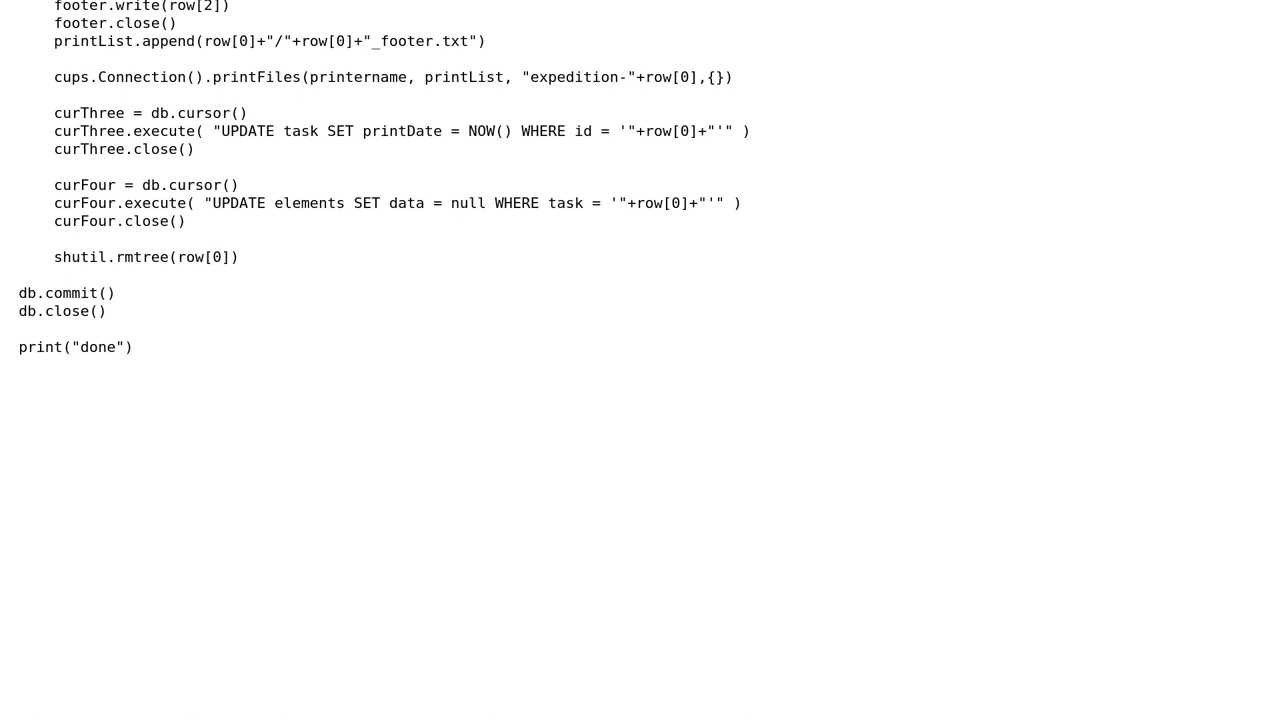 footer.write(row[2])
footer.close()
printList.append(row[0]+"/"+row[0]+"_footer.txt")
cups.Connection().printFiles(printername, printList, "expedition-"+row[0],{})
curThree = db.cursor()
curThree.execute( "UPDATE task SET printDate = NOW() WHERE id = '"+row[0]+"'" )
curThree.close()
curFour = db.cursor()
curFour.execute( "UPDATE elements SET data = null WHERE task = '"+row[0]+"'" )
curFour.close()
shutil.rmtree(row[0])
db.commit()
db.close()
print("done")